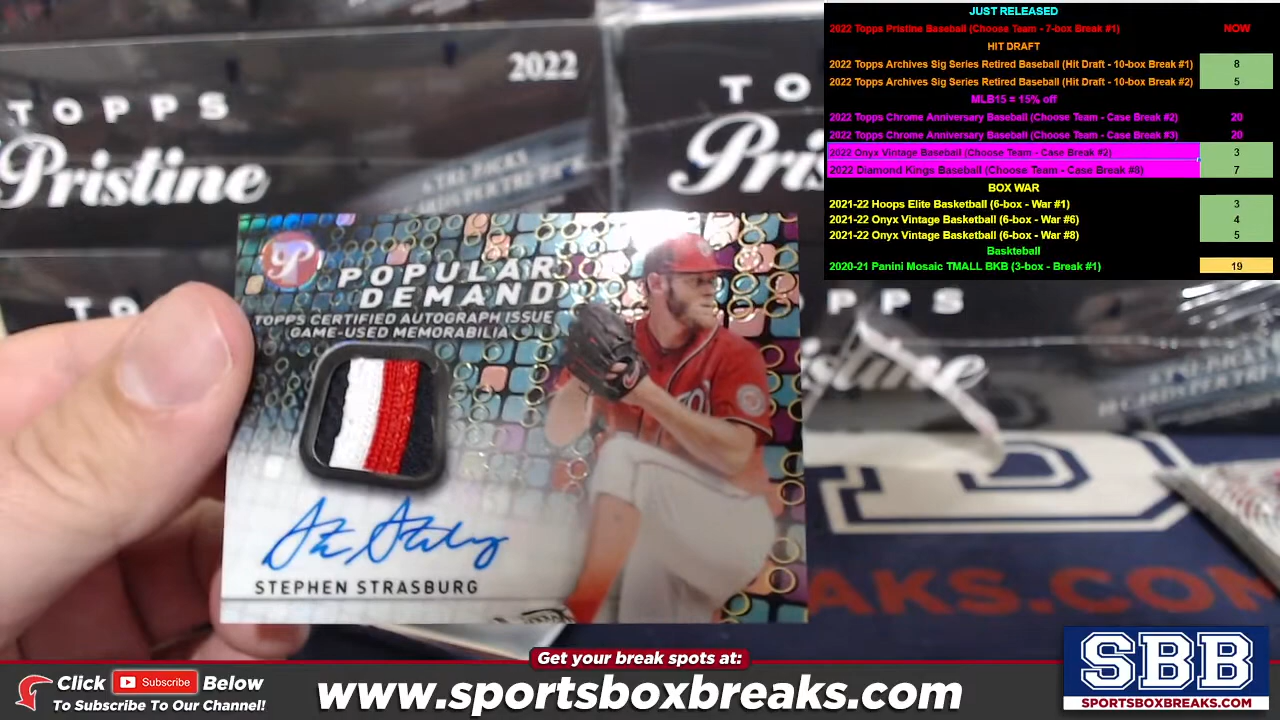 JUST RELEASED
2022 Topps Pristine Baseball (Choose Team - 7-box Break #1) NOW
HIT DRAFT
2022 Topps Archives Sig Series Retired Baseball (Hit Draft - 10-box Break #1) 8
2022 Topps Archives Sig Series Retired Baseball (Hit Draft - 10-box Break #2) 5
MLB15 = 15% off
2022 Topps Chrome Anniversary Baseball (Choose Team - Case Break #2) 20
2022 Topps Chrome Anniversary Baseball (Choose Team - Case Break #3) 20
2022 Onyx Vintage Baseball (Choose Team - Case Break #2) 3
2022 Diamond Kings Baseball (Choose Team - Case Break #8) 7
BOX WAR
2021-22 Hoops Elite Basketball (6-box - War #1) 3
2021-22 Onyx Vintage Basketball (6-box - War #6) 4
2021-22 Onyx Vintage Basketball (6-box - War #8) 5
Baskteball
2020-21 Panini Mosaic TMALL BKB (3-box - Break #1) 19
2022
TOPPS
Pristine
TO
Pri
TO
PPS
stine
P
POPULAR
DEMAND
TOPPS CERTIFIED AUTOGRAPH ISSUE
GAME-USED MEMORABILIA
STEPHEN STRASBURG
AKS.COM
Get your break spots at:
Click Subscribe Below
To Subscribe To Our Channel!
www.sportsboxbreaks.com
SBB
SPORTSBOXBREAKS.COM